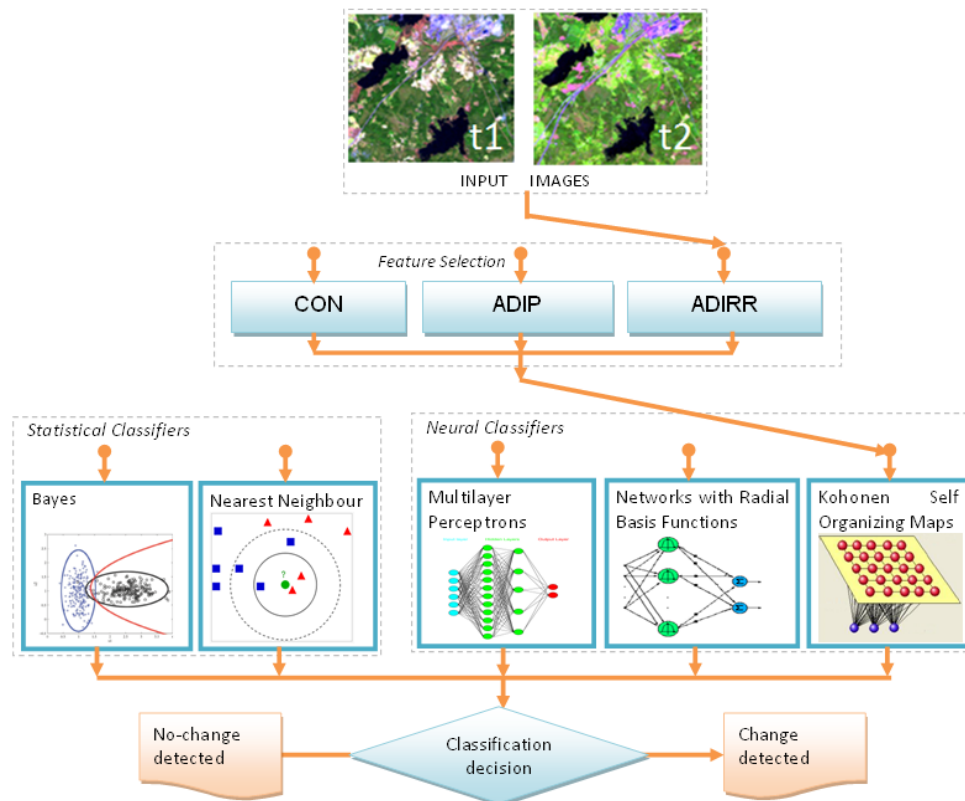 t1
t2
INPUT IMAGES
Feature Selection
CON
ADIP
ADIRR
Statistical Classifiers
Neural Classifiers
Bayes
Nearest Neighbour
?
Multilayer
Perceptrons
Networks with Radial
Basis Functions
Kohonen Self
Organizing Maps
No-change
detected
Classification
decision
Change
detected